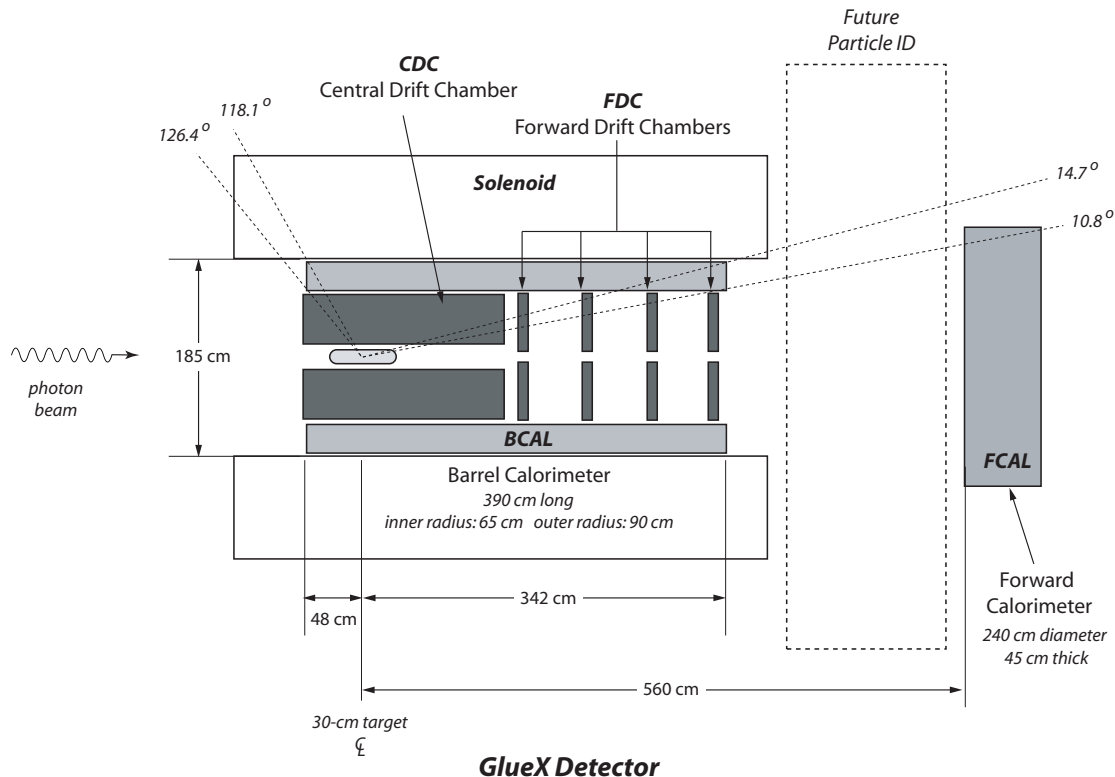 Future
Particle ID
CDC
Central Drift Chamber
FDC
Forward Drift Chambers
118.1 o
126.4 o
14.7 o
10.8 o
Solenoid
185 cm
photon
beam
BCAL
FCAL
Barrel Calorimeter
390 cm long
inner radius: 65 cm outer radius: 90 cm
342 cm
48 cm
Forward
Calorimeter
240 cm diameter
45 cm thick
560 cm
30-cm target
℄
GlueX Detector